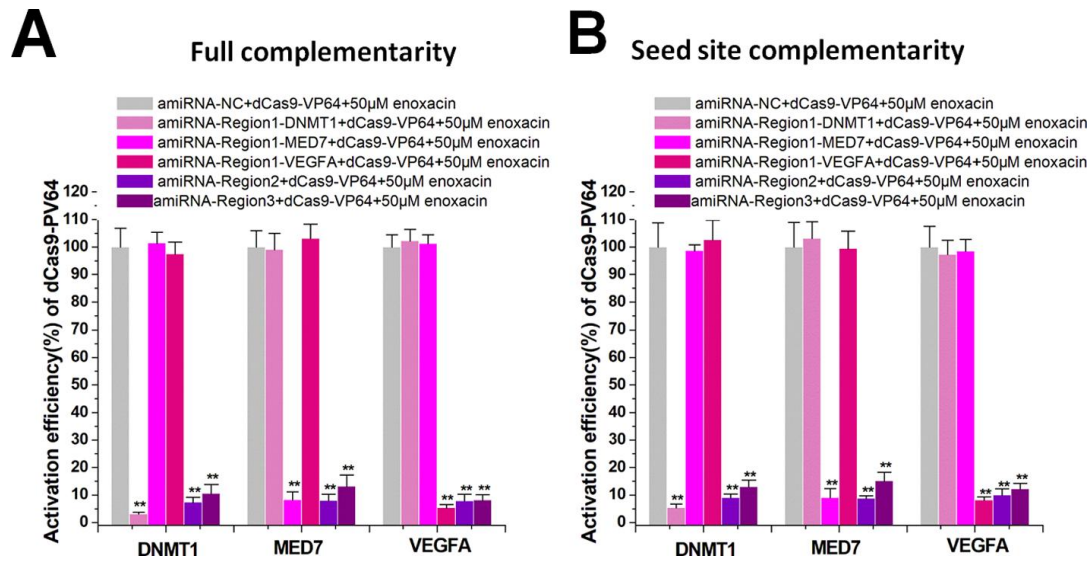 A
Full complementarity
amiRNA-NC+dCas9-VP64+50µM enoxacin
amiRNA-Region1-DNMT1+dCas9-VP64+50µM enoxacin
amiRNA-Region1-MED7+dCas9-VP64+50µM enoxacin
amiRNA-Region1-VEGFA+dCas9-VP64+50µM enoxacin
amiRNA-Region2+dCas9-VP64+50µM enoxacin
amiRNA-Region3+dCas9-VP64+50µM enoxacin
Activation efficiency(%) of dCas9-PV64
120
110
100
90
80
70
60
50
40
30
20
10
0
** ** **
** ** **
** ** **
DNMT1 MED7 VEGFA
B
Seed site complementarity
amiRNA-NC+dCas9-VP64+50µM enoxacin
amiRNA-Region1-DNMT1+dCas9-VP64+50µM enoxacin
amiRNA-Region1-MED7+dCas9-VP64+50µM enoxacin
amiRNA-Region1-VEGFA+dCas9-VP64+50µM enoxacin
amiRNA-Region2+dCas9-VP64+50µM enoxacin
amiRNA-Region3+dCas9-VP64+50µM enoxacin
Activation efficiency(%) of dCas9-PV64
120
110
100
90
80
70
60
50
40
30
20
10
0
** ** **
** ** **
** ** **
DNMT1 MED7 VEGFA